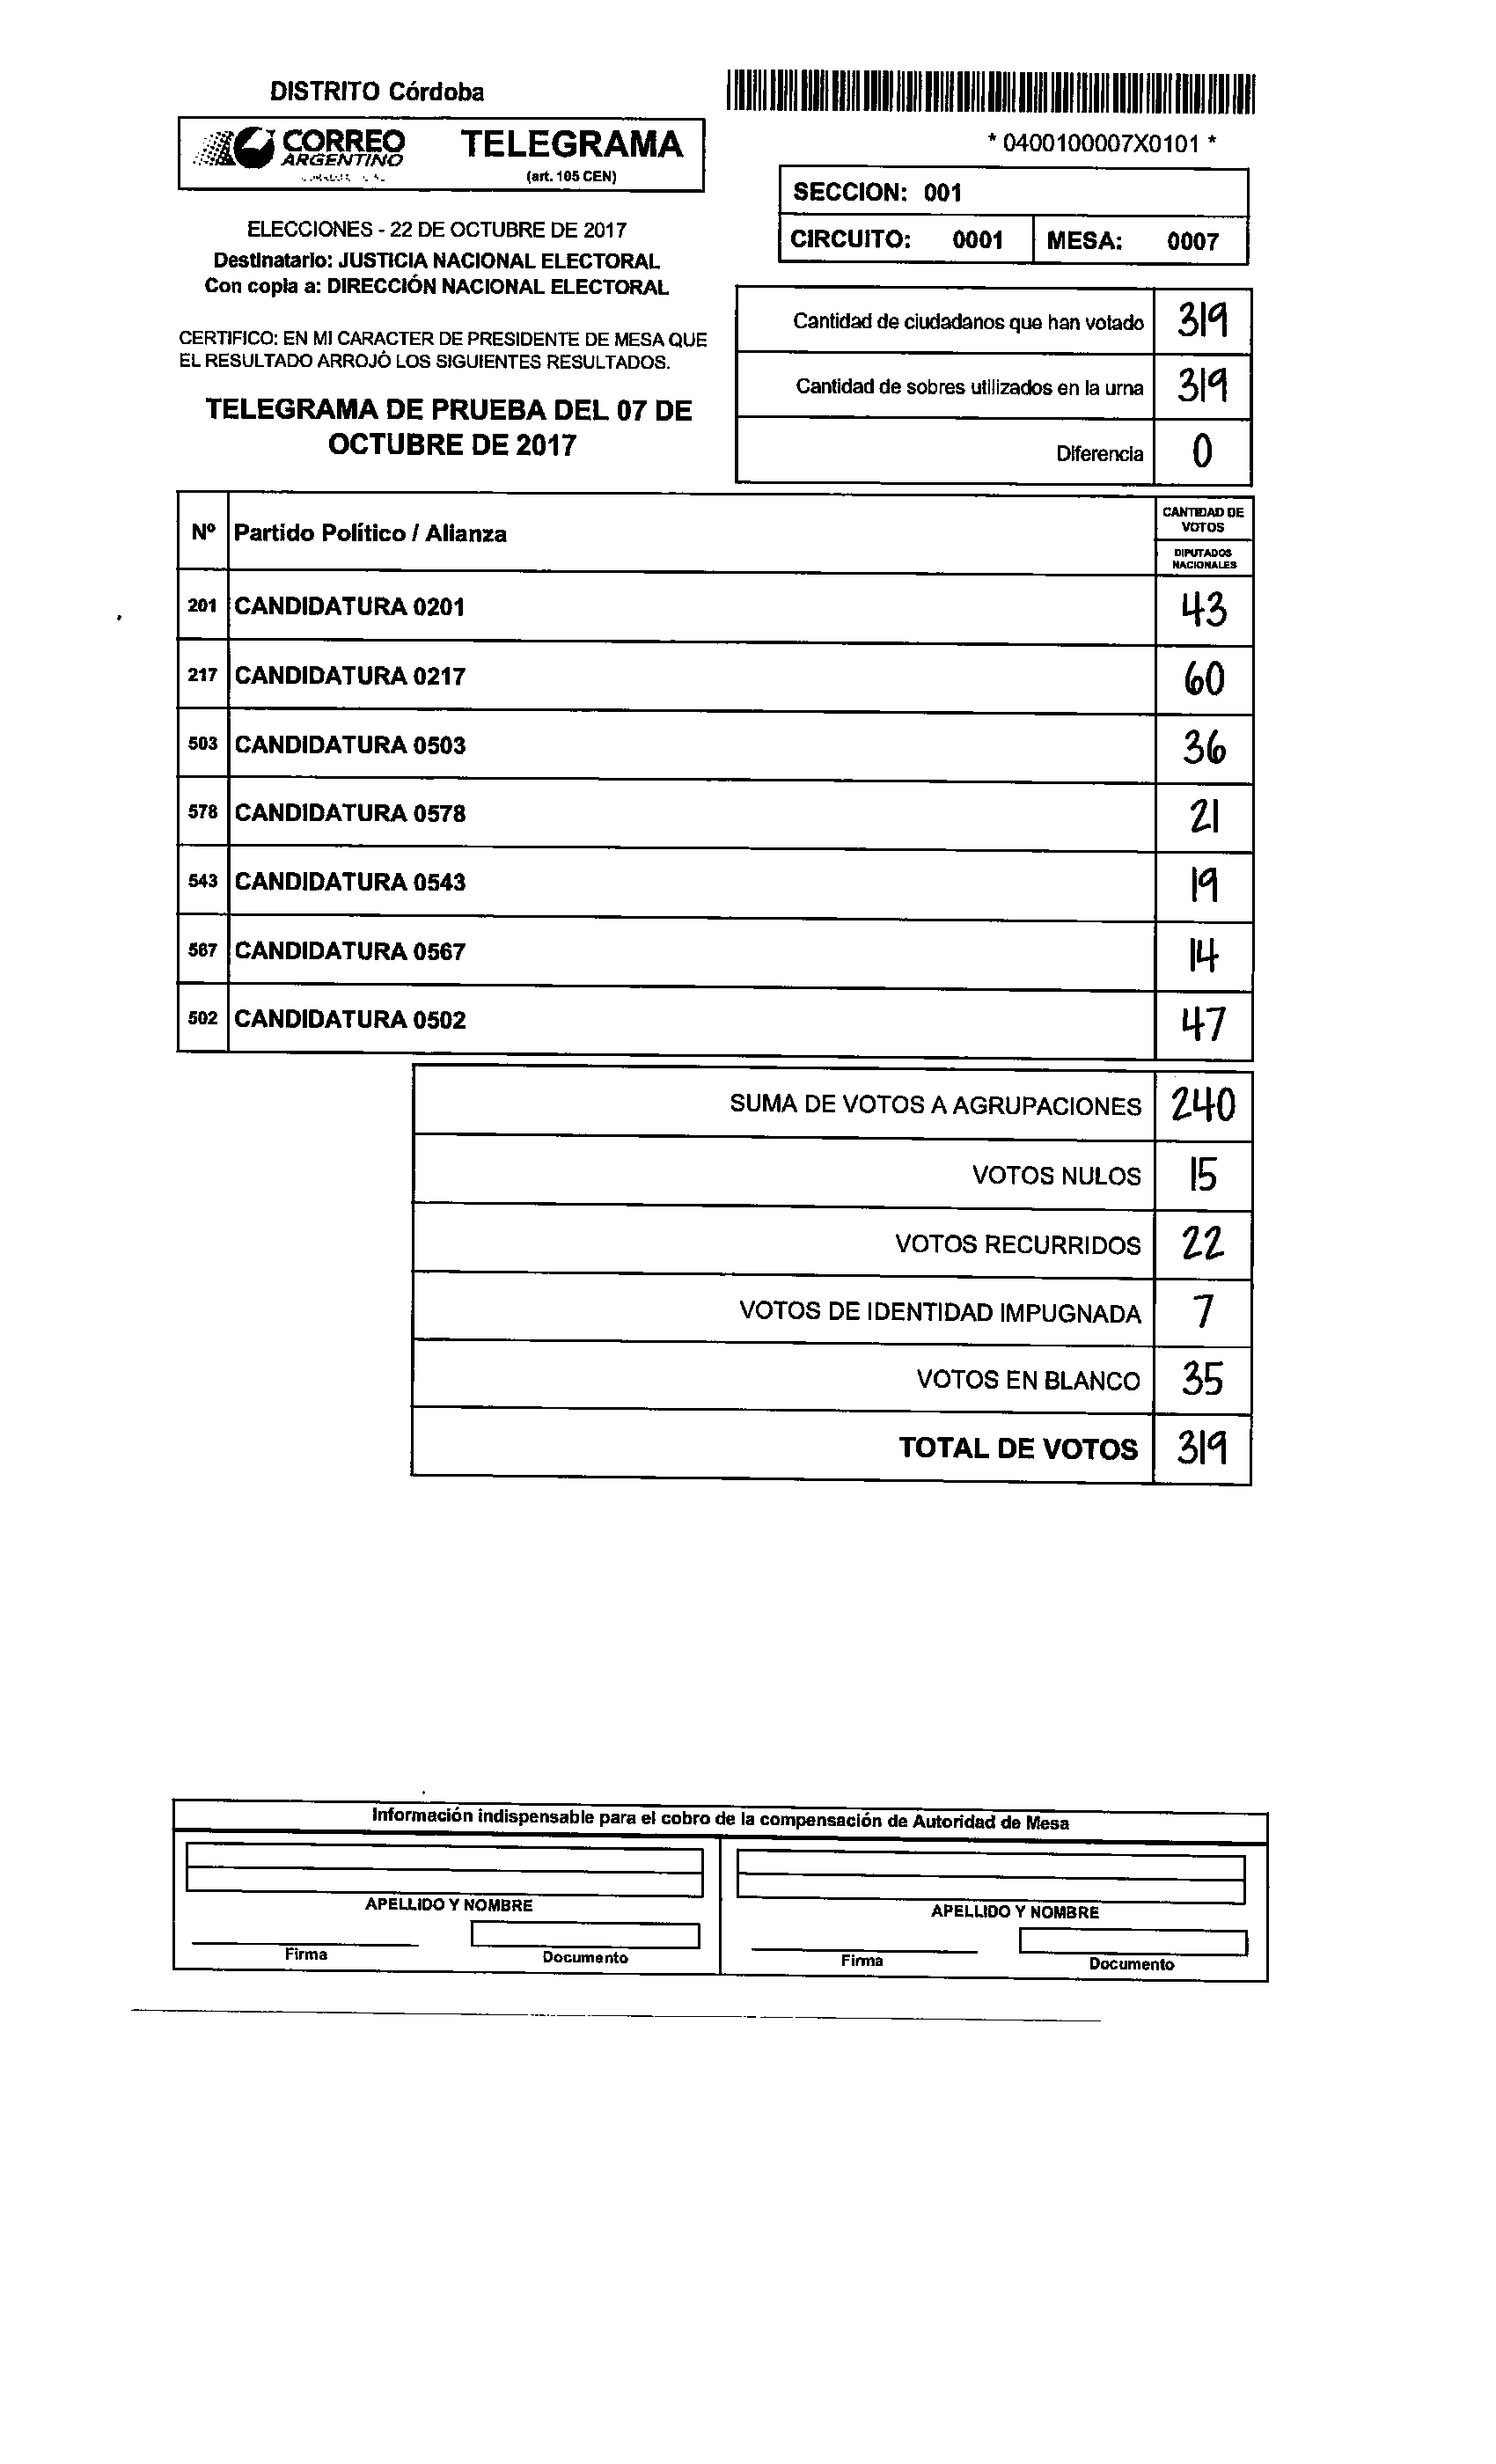 DISTRITO Córdoba
CORREO ARGENTINO
TELEGRAMA
(art. 105 CEN)
* 0400100007X0101 *
SECCION: 001
CIRCUITO: 0001 MESA: 0007
ELECCIONES - 22 DE OCTUBRE DE 2017
Destinatario: JUSTICIA NACIONAL ELECTORAL
Con copia a: DIRECCIÓN NACIONAL ELECTORAL
CERTIFICO: EN MI CARACTER DE PRESIDENTE DE MESA QUE
EL RESULTADO ARROJÓ LOS SIGUIENTES RESULTADOS.
TELEGRAMA DE PRUEBA DEL 07 DE
OCTUBRE DE 2017
Cantidad de ciudadanos que han votado 319
Cantidad de sobres utilizados en la urna 319
Diferencia 0
Nº Partido Político / Alianza
CANTIDAD DE
VOTOS
DIPUTADOS
NACIONALES
201 CANDIDATURA 0201 43
217 CANDIDATURA 0217 60
503 CANDIDATURA 0503 36
578 CANDIDATURA 0578 21
543 CANDIDATURA 0543 19
567 CANDIDATURA 0567 14
502 CANDIDATURA 0502 47
SUMA DE VOTOS A AGRUPACIONES 240
VOTOS NULOS 15
VOTOS RECURRIDOS 22
VOTOS DE IDENTIDAD IMPUGNADA 7
VOTOS EN BLANCO 35
TOTAL DE VOTOS 319
Información indispensable para el cobro de la compensación de Autoridad de Mesa
APELLIDO Y NOMBRE APELLIDO Y NOMBRE
Firma Documento Firma Documento